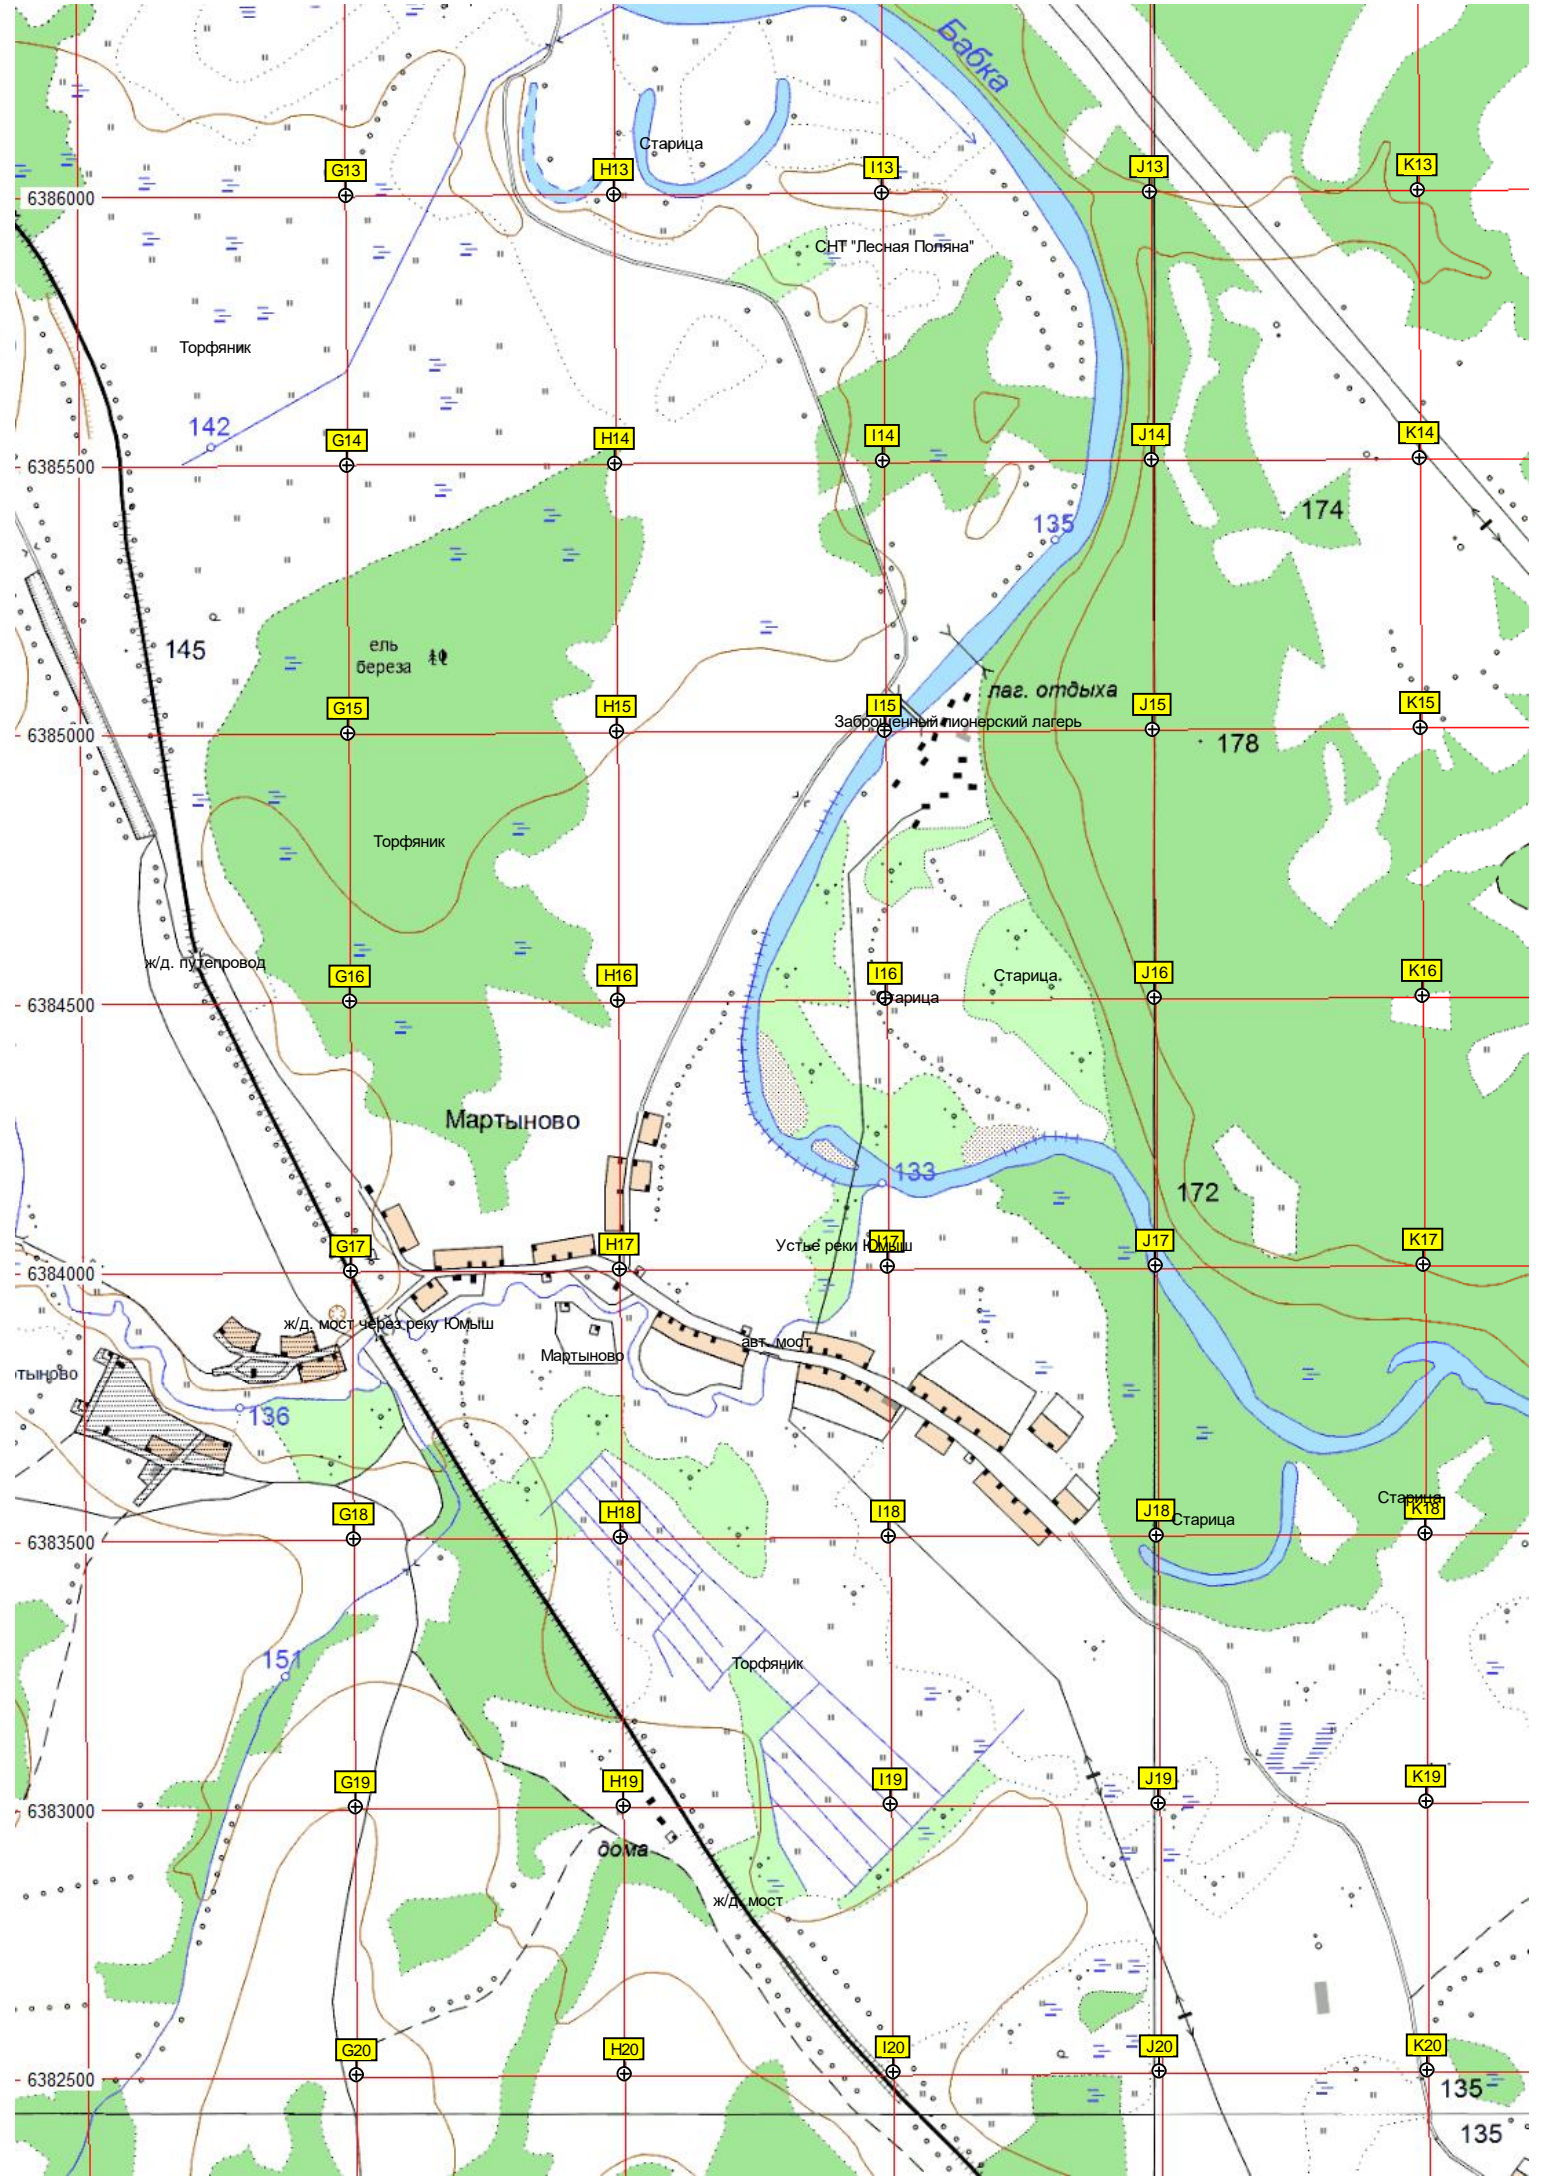 Бабка
Старица
G13
H13
I13
J13
K13
6386000
СНТ "Лесная Поляна"
Торфяник
142
G14
H14
I14
J14
K14
6385500
174
135
145
ель
береза
лаг. отдыха
G15
H15
I15
J15
K15
Заброшенный пионерский лагерь
6385000
178
Торфяник
ж/д. путепровод
G16
H16
I16
J16
K16
Старица
Старица
6384500
Мартыново
133
172
G17
H17
I17
J17
K17
Устье реки Юмыш
6384000
ж/д. мост через реку Юмыш
авт. мост
Мартыново
тыново
136
G18
H18
I18
J18
K18
Старица
Старица
6383500
151
Торфяник
G19
H19
I19
J19
K19
6383000
дома
ж/д. мост
G20
H20
I20
J20
K20
6382500
135
135